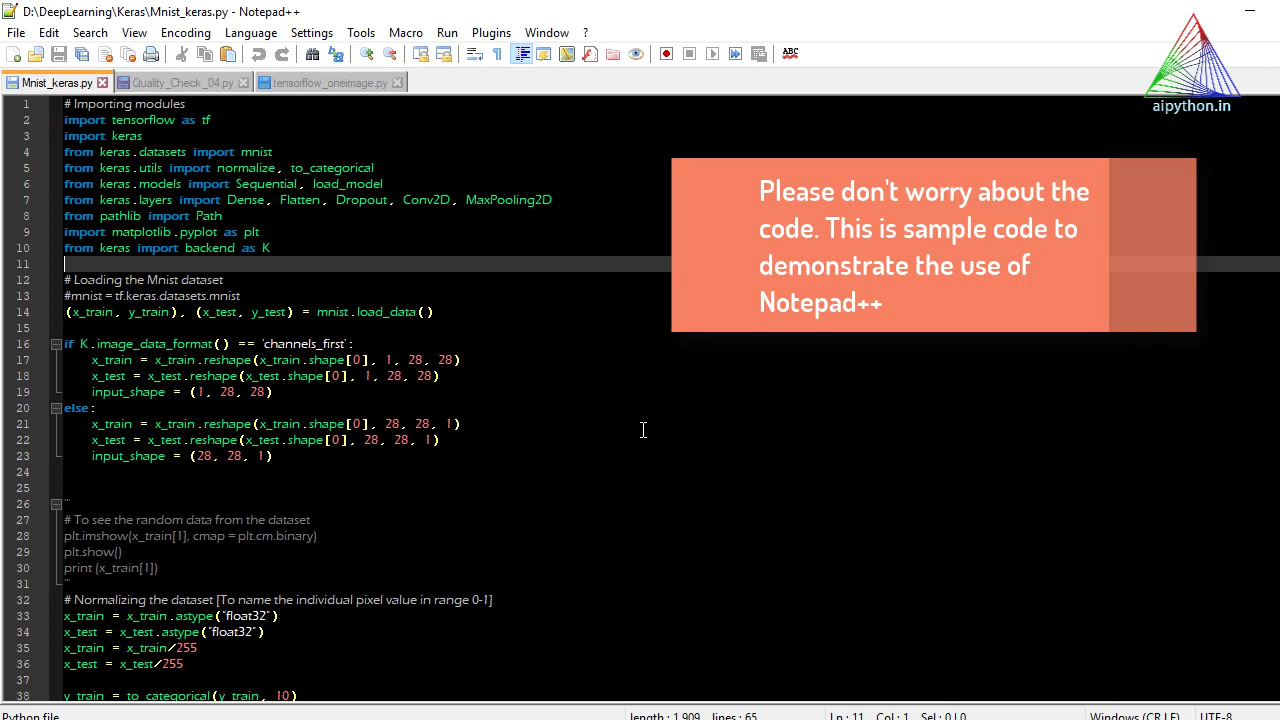 D:\DeepLearning\Keras\Mnist_keras.py - Notepad++
File Edit Search View Encoding Language Settings Tools Macro Run Plugins Window ?
ABC
Mnist_keras.py Quality_Check_04.py tensorflow_oneimage.py
aipython.in
1 # Importing modules
2 import tensorflow as tf
3 import keras
4 from keras.datasets import mnist
5 from keras.utils import normalize, to_categorical
6 from keras.models import Sequential, load_model
7 from keras.layers import Dense, Flatten, Dropout, Conv2D, MaxPooling2D
8 from pathlib import Path
9 import matplotlib.pyplot as plt
10 from keras import backend as K
11
12 # Loading the Mnist dataset
13 #mnist = tf.keras.datasets.mnist
14 (x_train, y_train), (x_test, y_test) = mnist.load_data()
15
16 if K.image_data_format() == 'channels_first':
17 x_train = x_train.reshape(x_train.shape[0], 1, 28, 28)
18 x_test = x_test.reshape(x_test.shape[0], 1, 28, 28)
19 input_shape = (1, 28, 28)
20 else:
21 x_train = x_train.reshape(x_train.shape[0], 28, 28, 1)
22 x_test = x_test.reshape(x_test.shape[0], 28, 28, 1)
23 input_shape = (28, 28, 1)
24
25
26 '''
27 # To see the random data from the dataset
28 plt.imshow(x_train[1], cmap = plt.cm.binary)
29 plt.show()
30 print (x_train[1])
31 '''
32 # Normalizing the dataset [To name the individual pixel value in range 0-1]
33 x_train = x_train.astype("float32")
34 x_test = x_test.astype("float32")
35 x_train = x_train/255
36 x_test = x_test/255
37
38 y_train = to_categorical(y_train, 10)
Please don't worry about the
code. This is sample code to
demonstrate the use of
Notepad++
Python file length : 1,909 lines : 65 Ln : 11 Col : 1 Sel : 0 | 0 Windows (CR LF) UTF-8